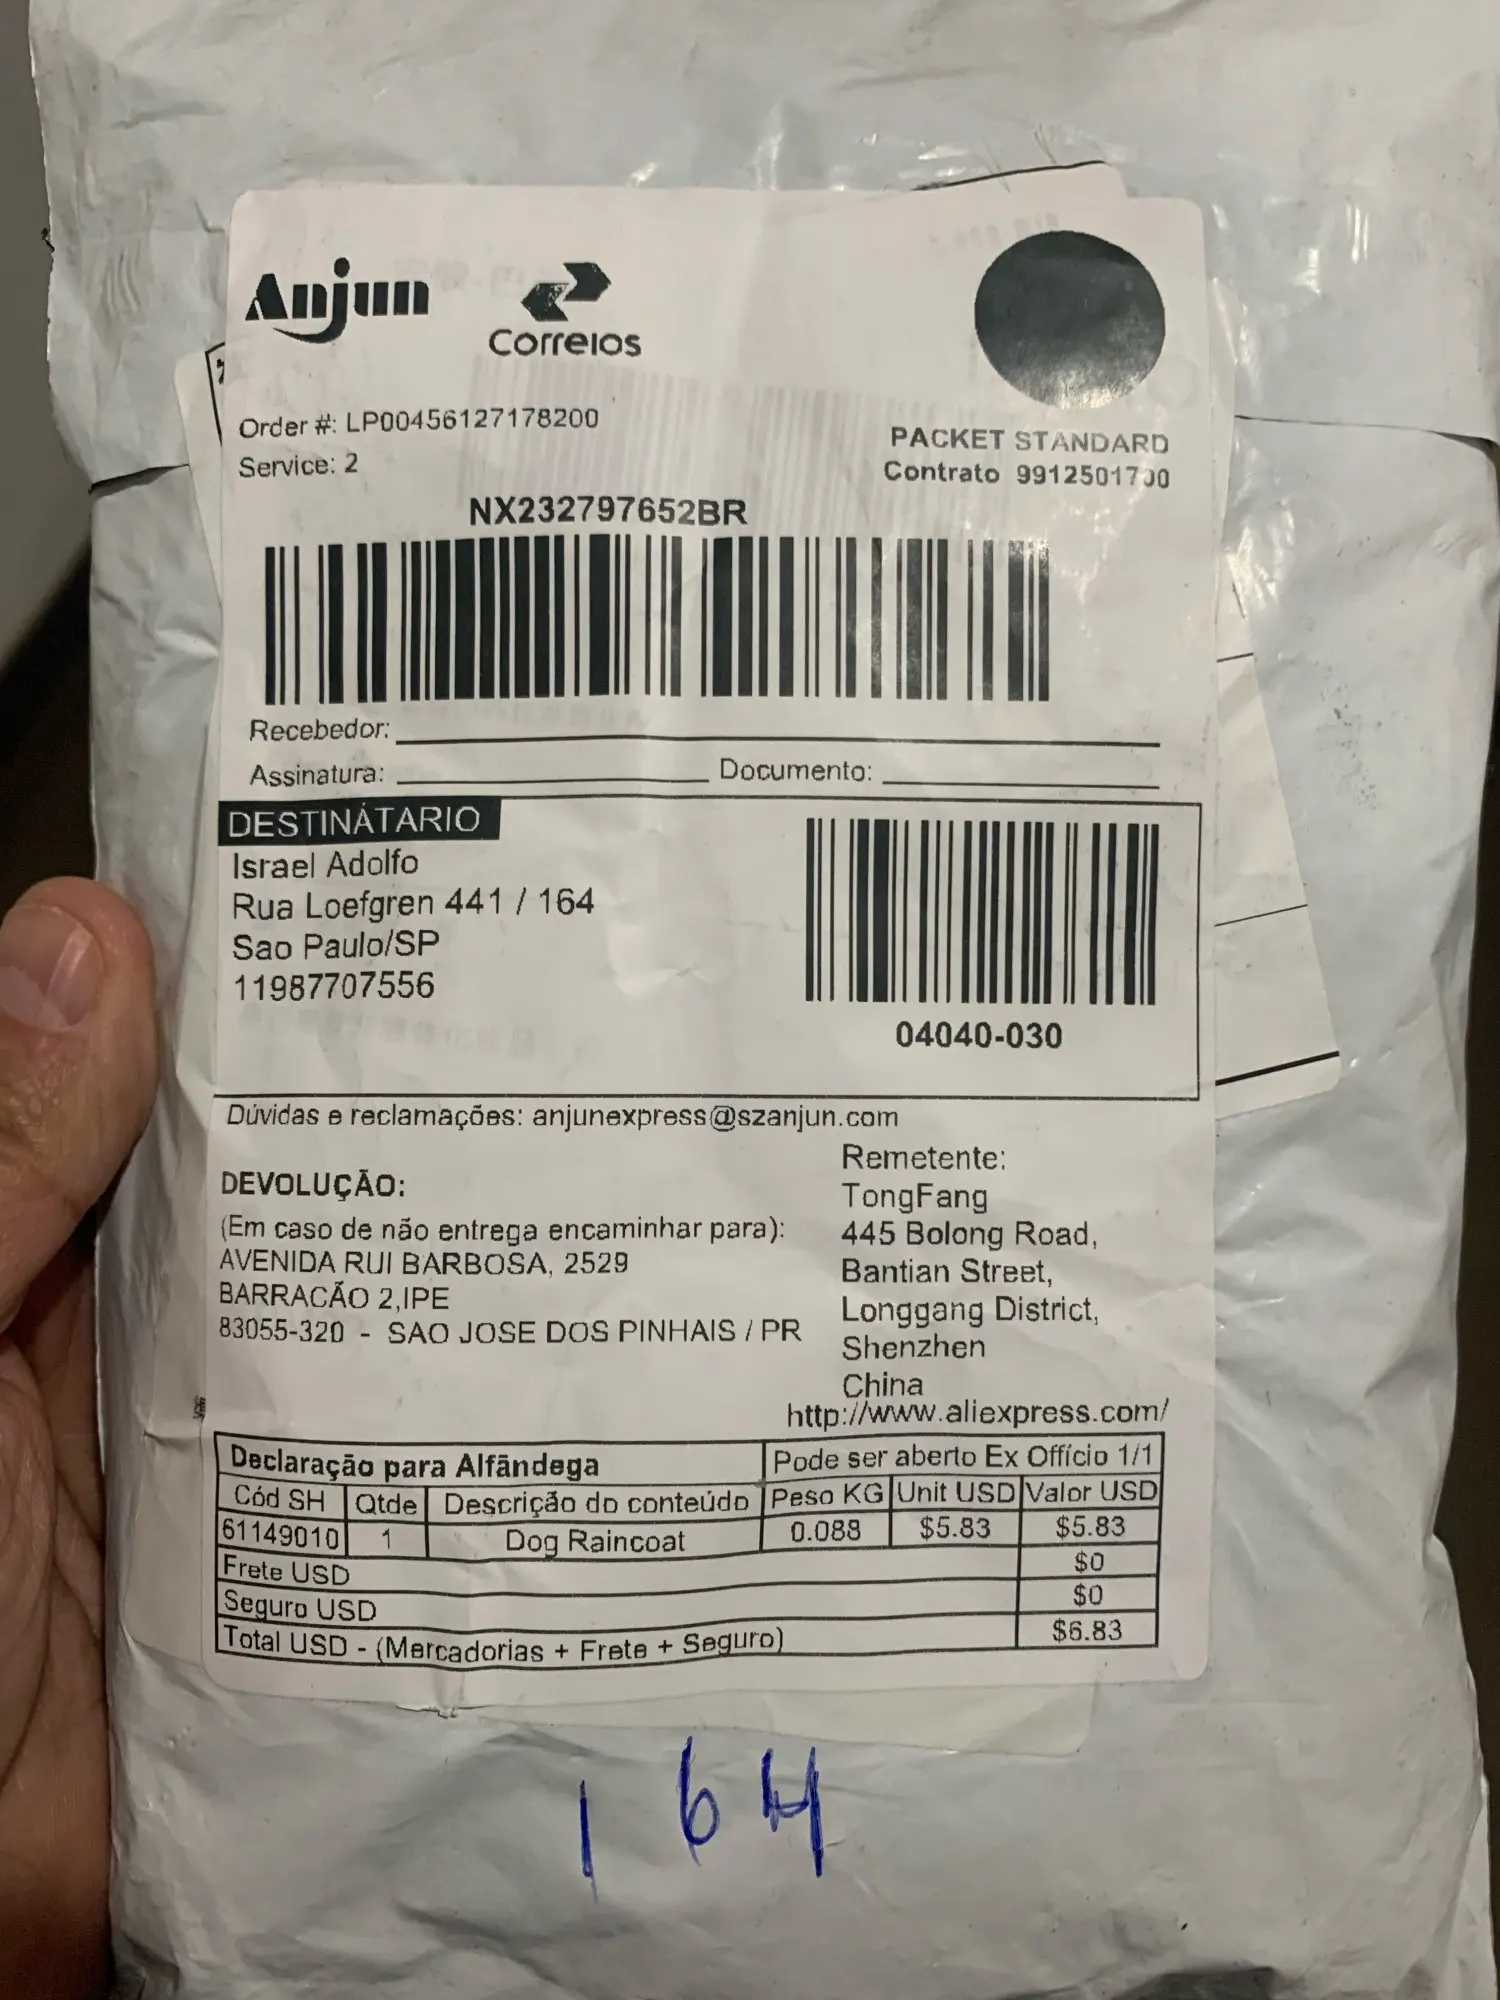 Anjun
Correios
Order #: LP00456127178200
Service: 2
PACKET STANDARD
Contrato 9912501700
NX232797652BR
Recebedor:
Assinatura: Documento:
DESTINÁTARIO
Israel Adolfo
Rua Loefgren 441 / 164
Sao Paulo/SP
11987707556
04040-030
Dúvidas e reclamações: anjunexpress@szanjun.com
DEVOLUÇÃO:
(Em caso de não entrega encaminhar para):
AVENIDA RUI BARBOSA, 2529
BARRACÃO 2,IPE
83055-320 - SAO JOSE DOS PINHAIS / PR
Remetente:
TongFang
445 Bolong Road,
Bantian Street,
Longgang District,
Shenzhen
China
http://www.aliexpress.com/
Declaração para Alfândega Pode ser aberto Ex Offício 1/1
Cód SH Qtde Descrição do conteúdo Peso KG Unit USD Valor USD
61149010 1 Dog Raincoat 0.088 $5.83 $5.83
Frete USD $0
Seguro USD $0
Total USD - (Mercadorias + Frete + Seguro) $6.83
164